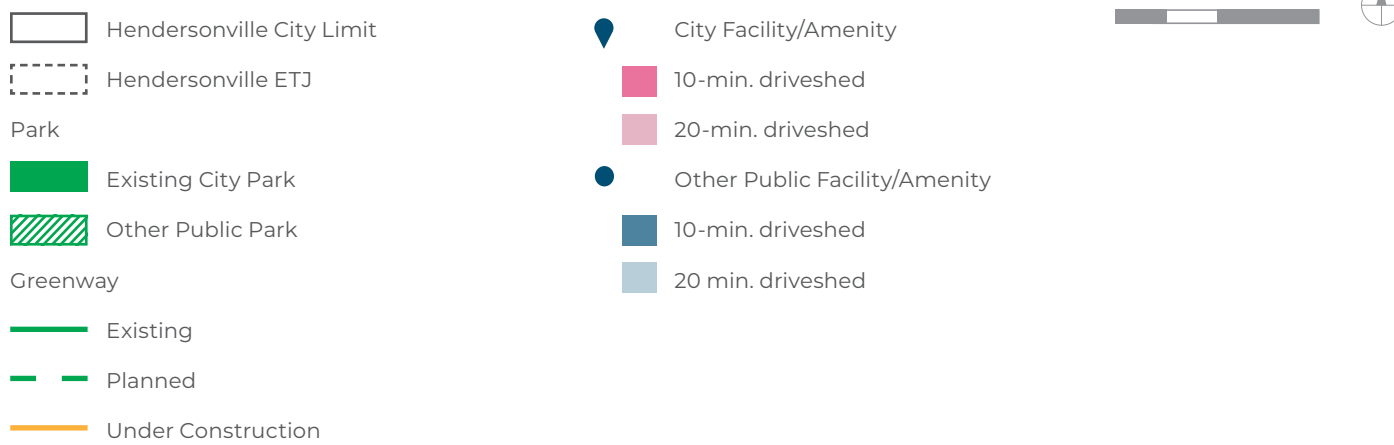 Hendersonville City Limit
Hendersonville ETJ
Park
Existing City Park
Other Public Park
Greenway
Existing
Planned
Under Construction
City Facility/Amenity
10-min. driveshed
20-min. driveshed
Other Public Facility/Amenity
10-min. driveshed
20 min. driveshed